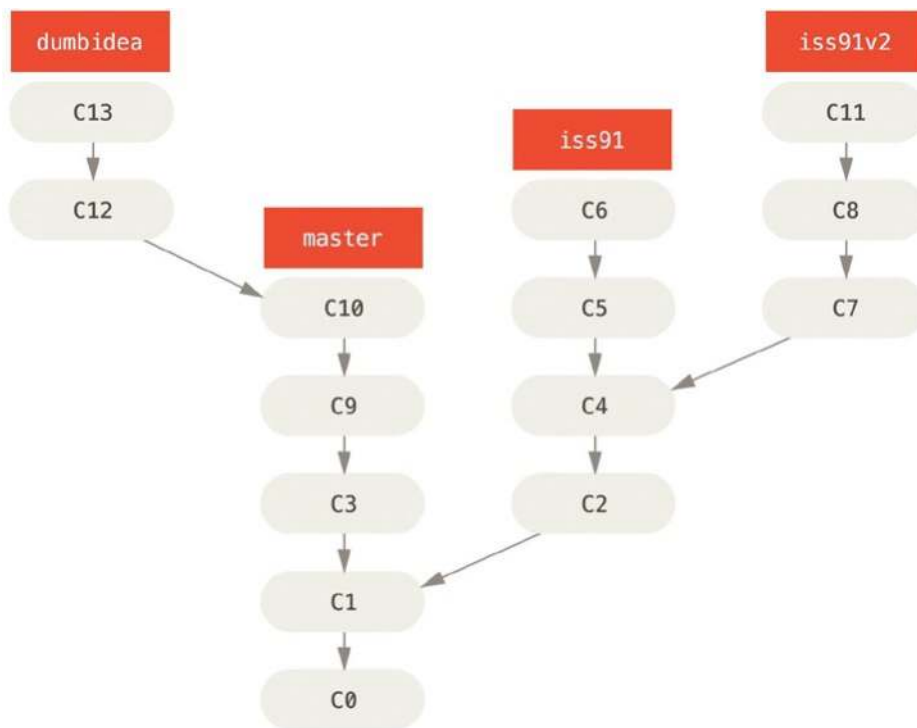 dumbidea
iss91v2
C13
C11
iss91
C12
C6
C8
master
C10
C5
C7
C9
C4
C3
C2
C1
C0